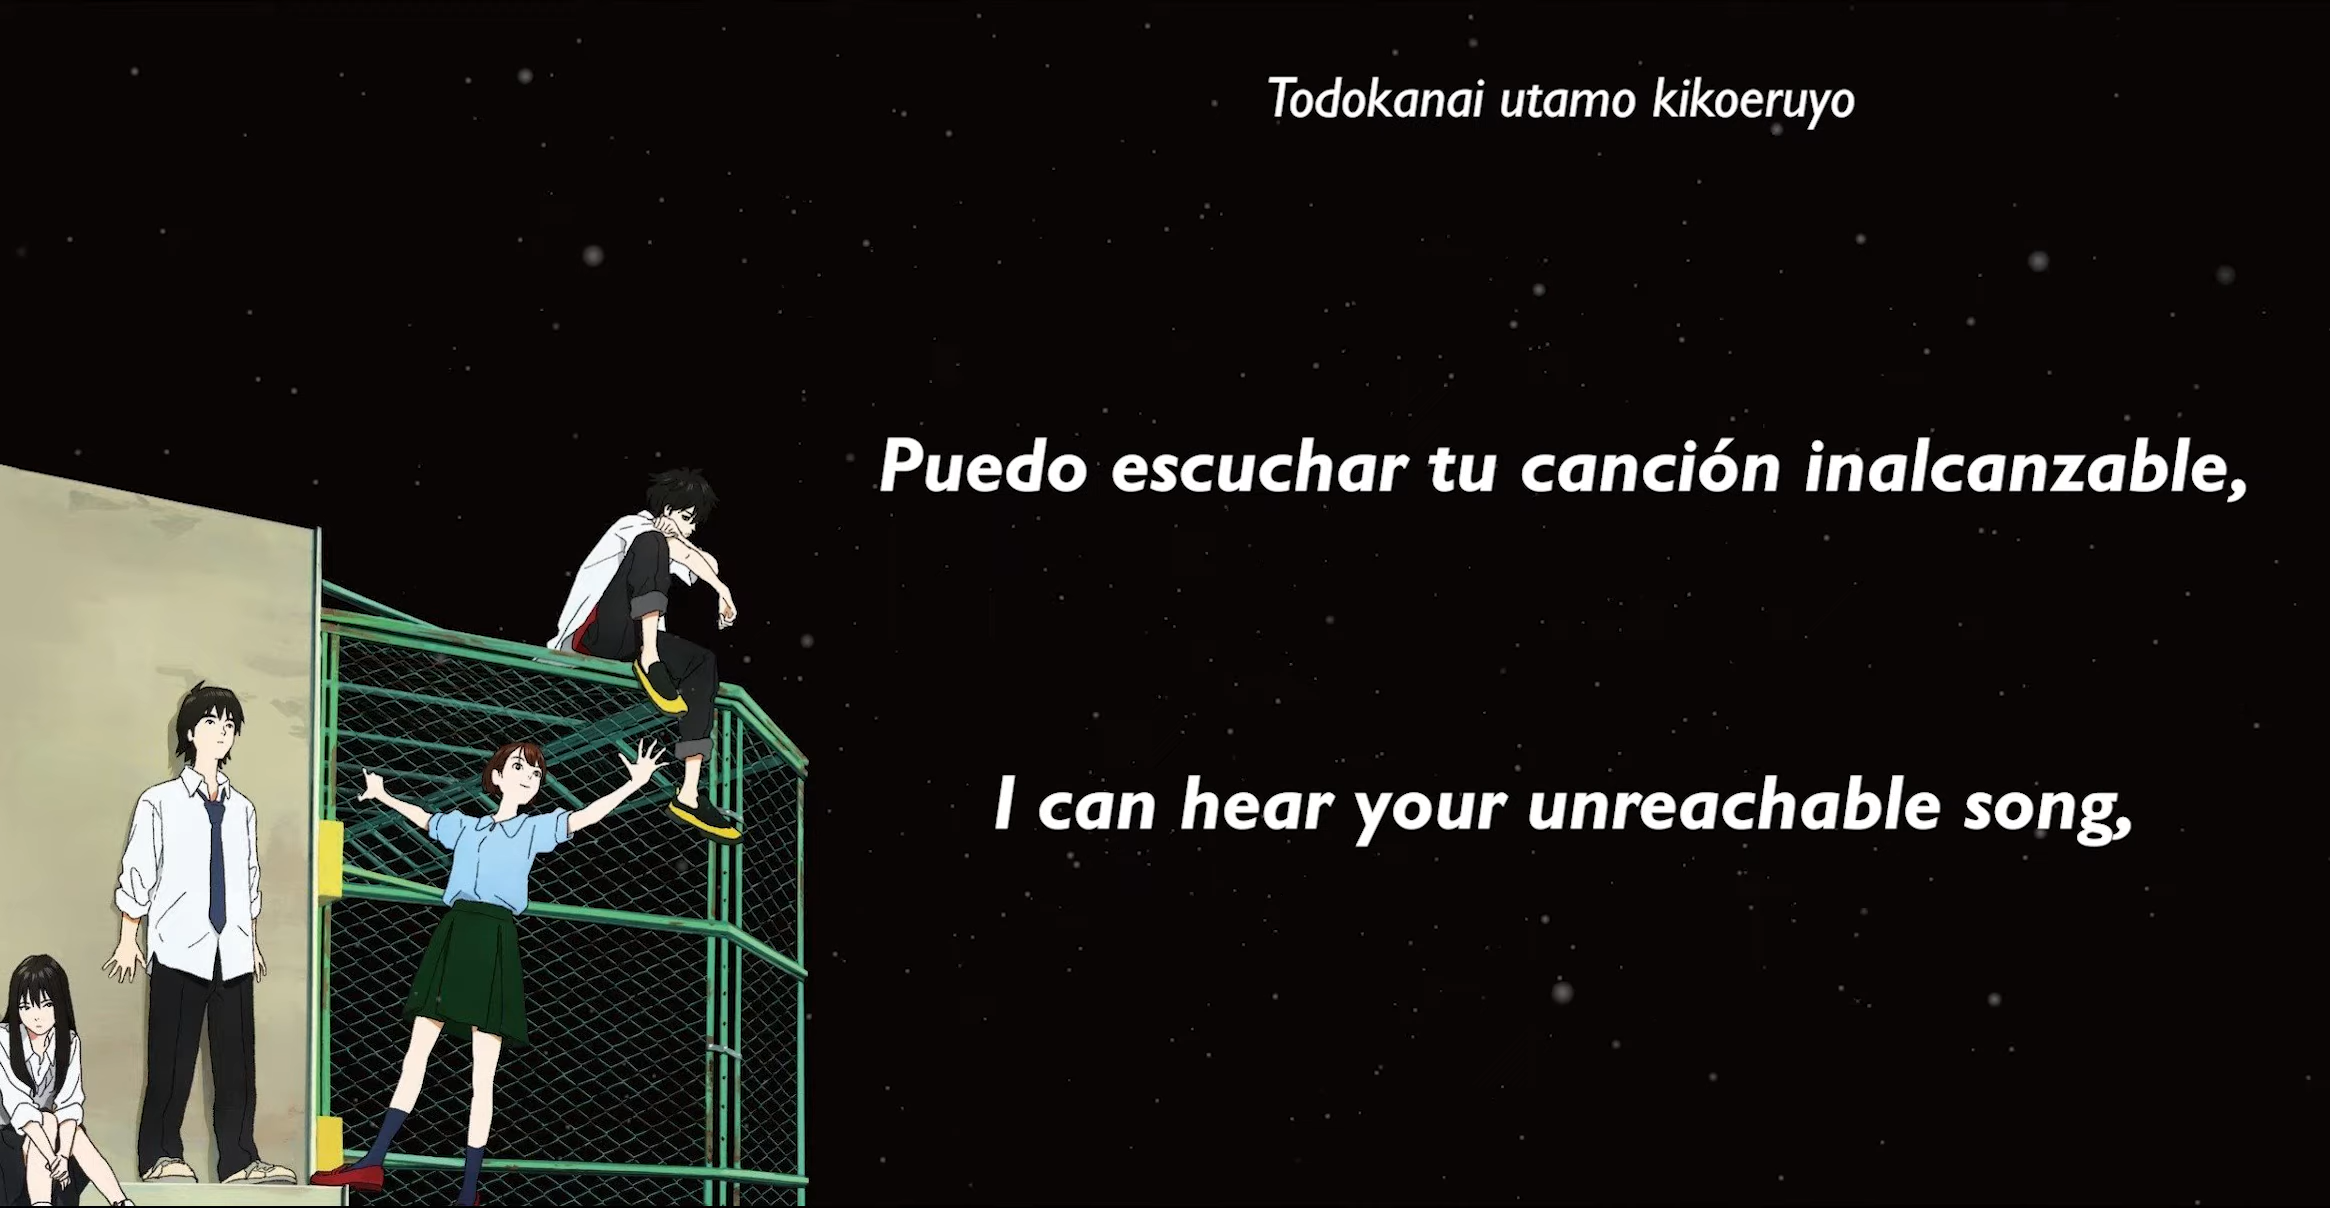 Todokanai utamo kikoeruyo
Puedo escuchar tu canción inalcanzable,
I can hear your unreachable song,